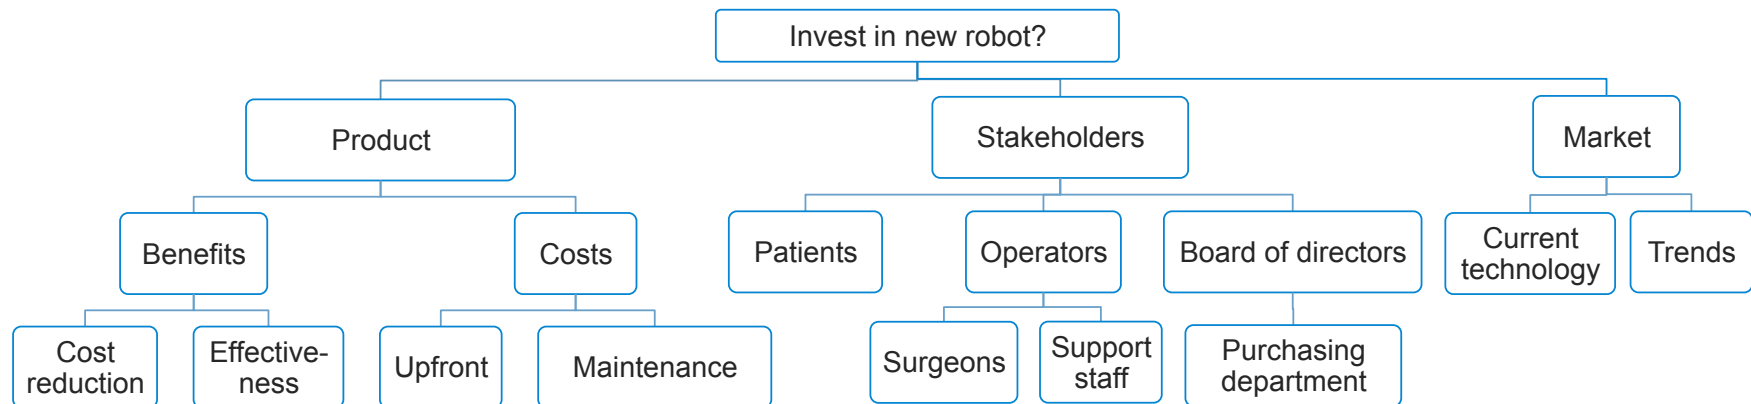 Invest in new robot?
Product
Stakeholders
Market
Benefits
Costs
Patients
Operators
Board of directors
Current
technology
Trends
Cost
reduction
Effective-
ness
Upfront
Maintenance
Surgeons
Support
staff
Purchasing
department